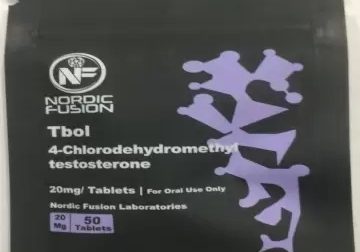 NF
NORDIC
FUSION
Tbol
4-Chlorodehydromethyl
testosterone
20mg/ Tablets | For Oral Use Only
Nordic Fusion Laboratories
20 50
Mg Tablets